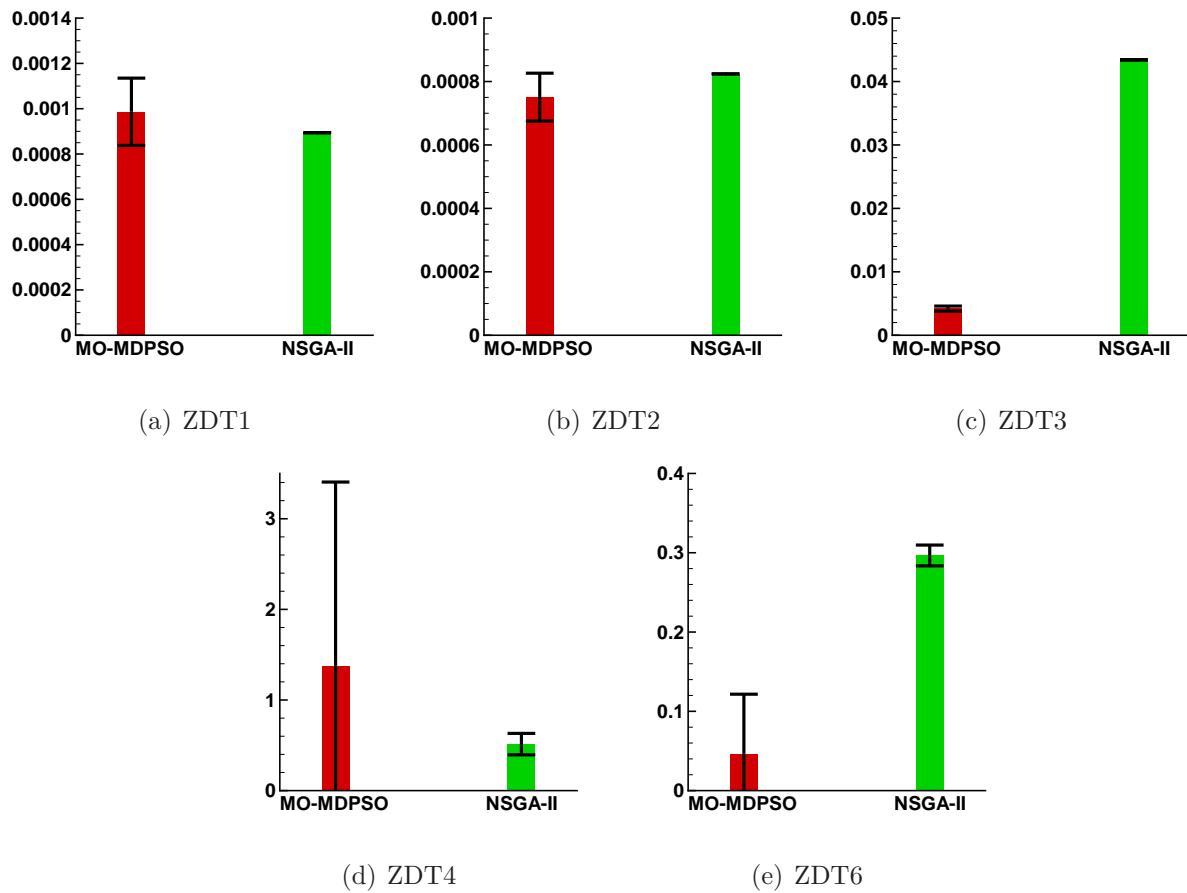 0.0014
0.0012
0.001
0.0008
0.0006
0.0004
0.0002
0
MO-MDPSO NSGA-II
(a) ZDT1
0.001
0.0008
0.0006
0.0004
0.0002
0
MO-MDPSO NSGA-II
(b) ZDT2
0.05
0.04
0.03
0.02
0.01
0
MO-MDPSO NSGA-II
(c) ZDT3
3
2
1
0
MO-MDPSO NSGA-II
(d) ZDT4
0.4
0.3
0.2
0.1
0
MO-MDPSO NSGA-II
(e) ZDT6